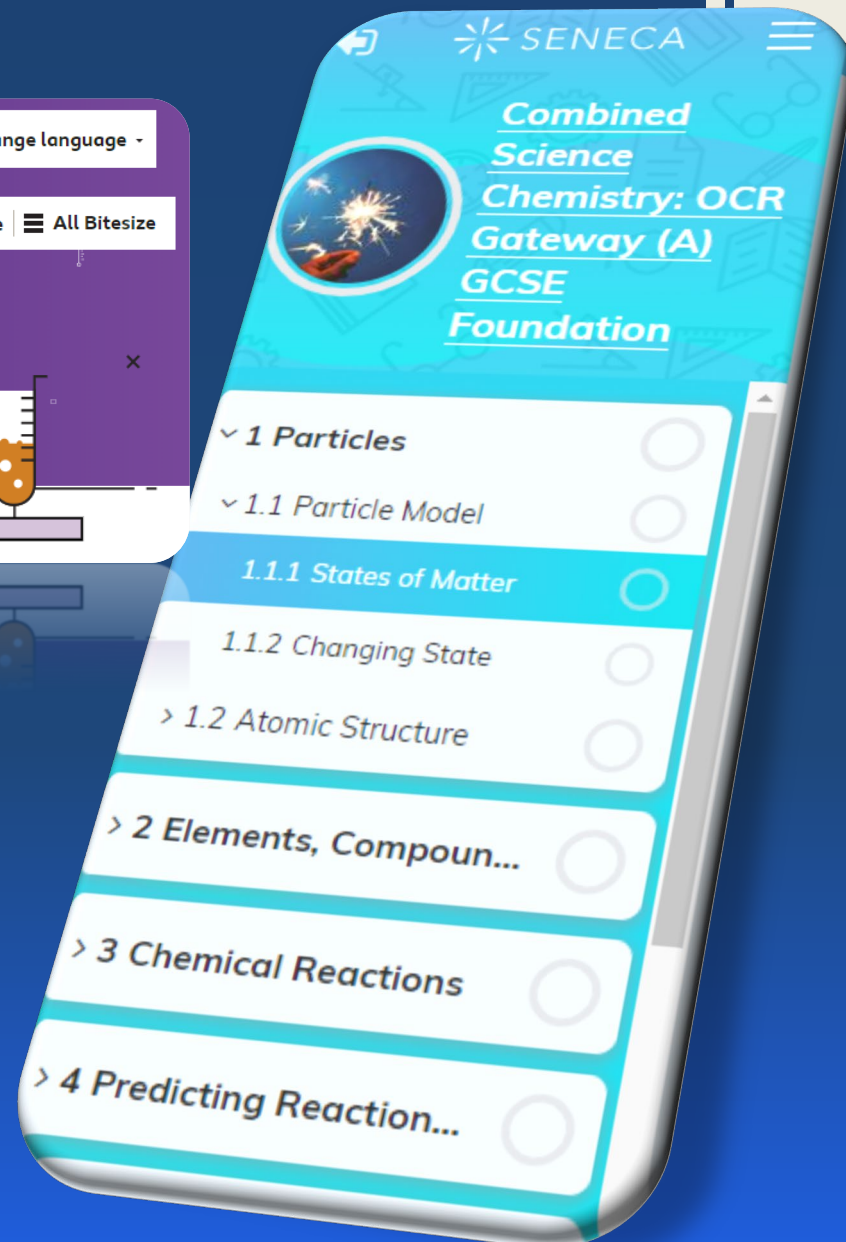 nge language
All Bitesize
SENECA
Combined
Science
Chemistry: OCR
Gateway (A)
GCSE
Foundation
1 Particles
1.1 Particle Model
1.1.1 States of Matter
1.1.2 Changing State
1.2 Atomic Structure
2 Elements, Compoun...
3 Chemical Reactions
4 Predicting Reaction...